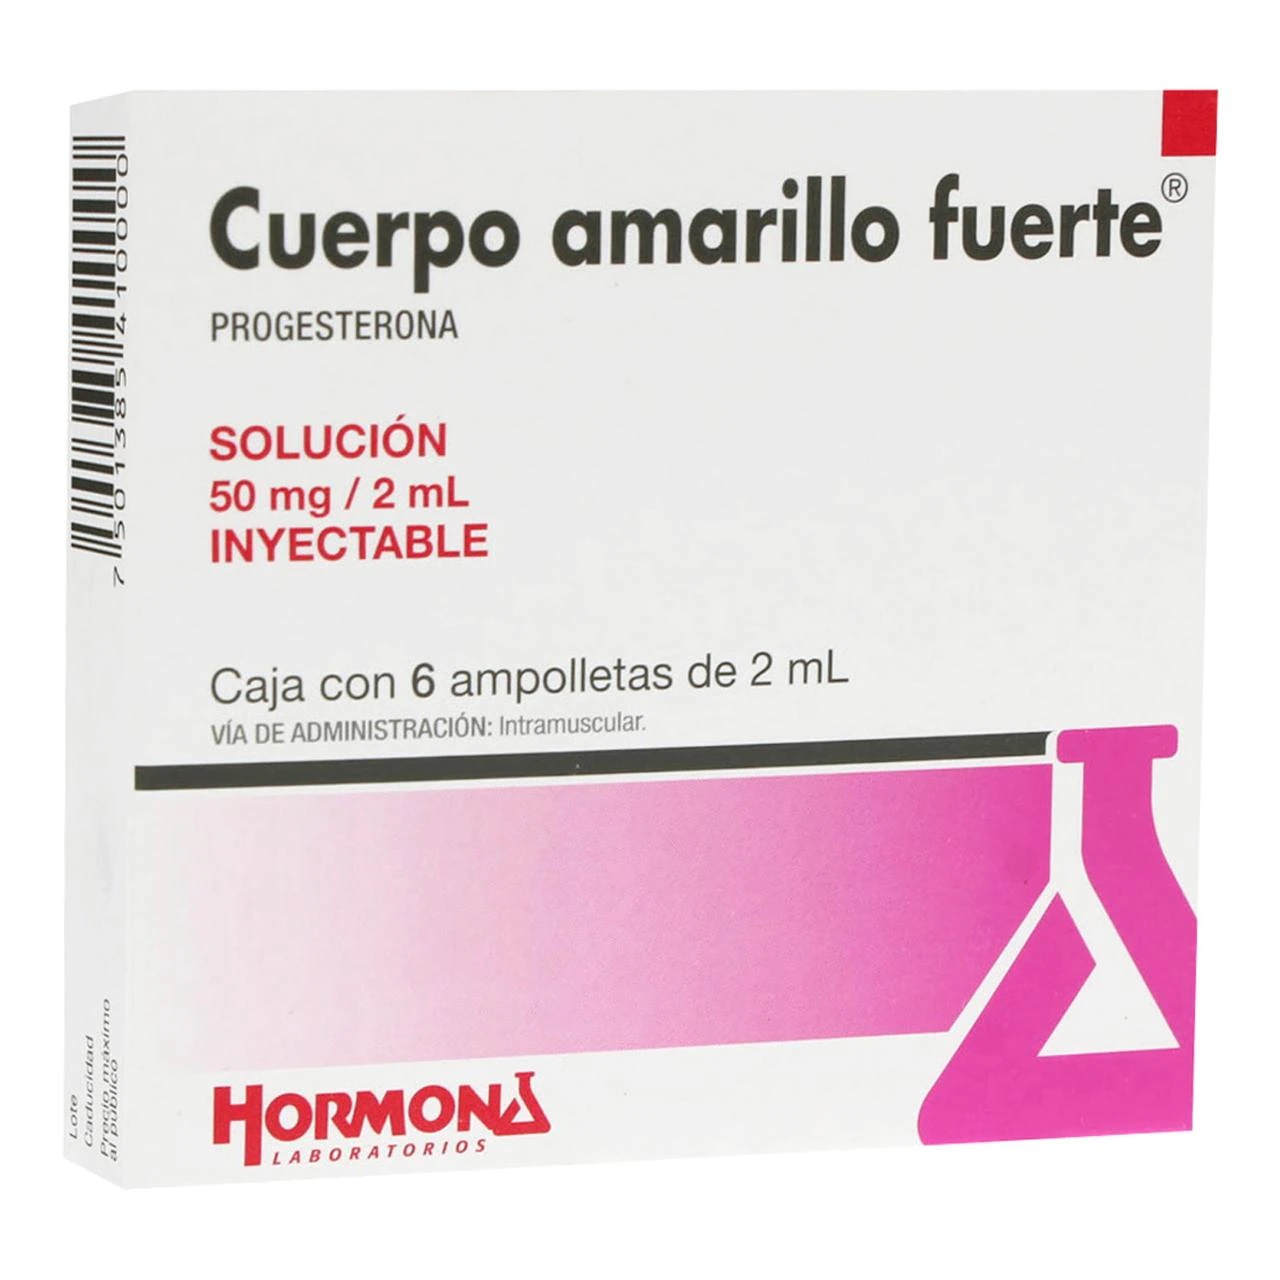 Cuerpo amarillo fuerte®
PROGESTERONA
SOLUCIÓN
50 mg / 2 mL
INYECTABLE
Caja con 6 ampolletas de 2 mL
VÍA DE ADMINISTRACIÓN: Intramuscular.
HORMONA
LABORATORIOS
7 501385 410000
Lote
Caducidad
Precio máximo
al público